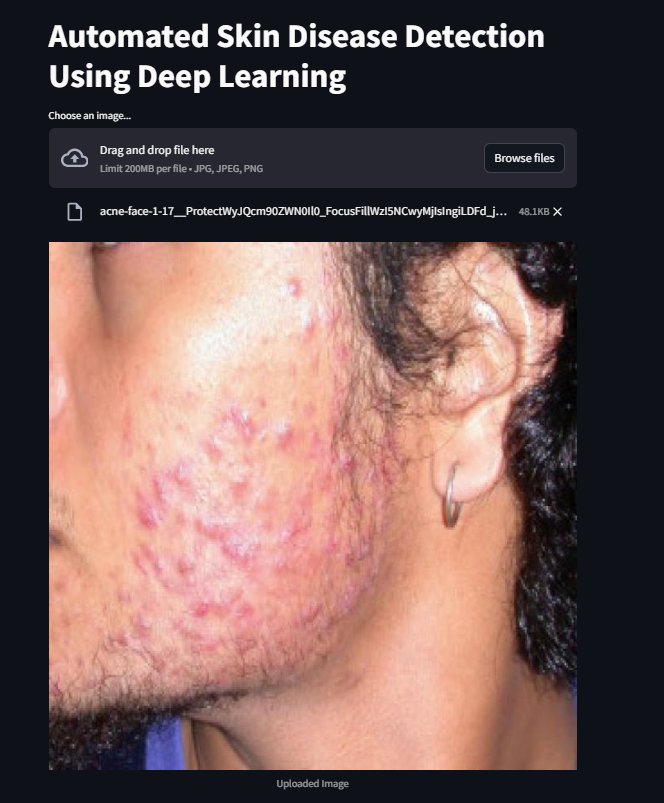 Automated Skin Disease Detection
Using Deep Learning
Choose an image...
Drag and drop file here
Limit 200MB per file • JPG, JPEG, PNG
Browse files
acne-face-1-17__ProtectWyJQcm90ZWN0Il0_FocusFillWzI5NCwyMjIsIngiLDFd_j...
48.1KB
Uploaded Image